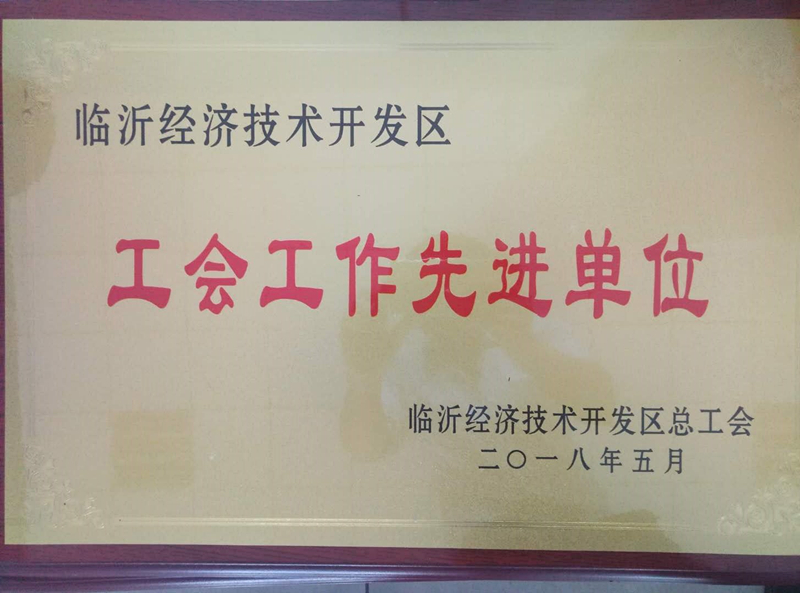 临沂经济技术开发区
工会工作先进单位
临沂经济技术开发区总工会
二〇一八年五月